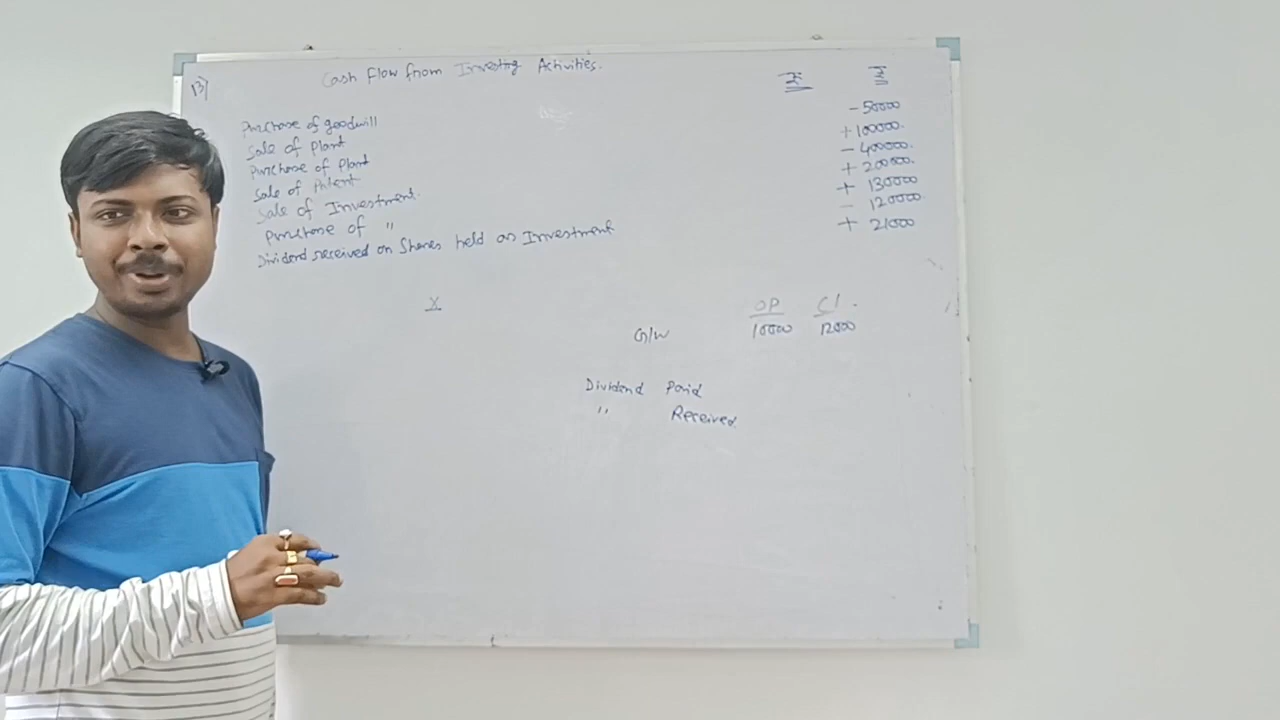 13)
Cash Flow from Investing Activities.
₹ ₹
Purchase of goodwill - 50000
Sale of Plant + 100000.
Purchase of Plant - 400000.
Sale of Patent + 200000.
Sale of Investment. + 130000
Purchase of " - 120000
Dividend received on Shares held as Investment + 21000
X
OP Cl.
G/W 10000 12000
Dividend Paid
" Received.